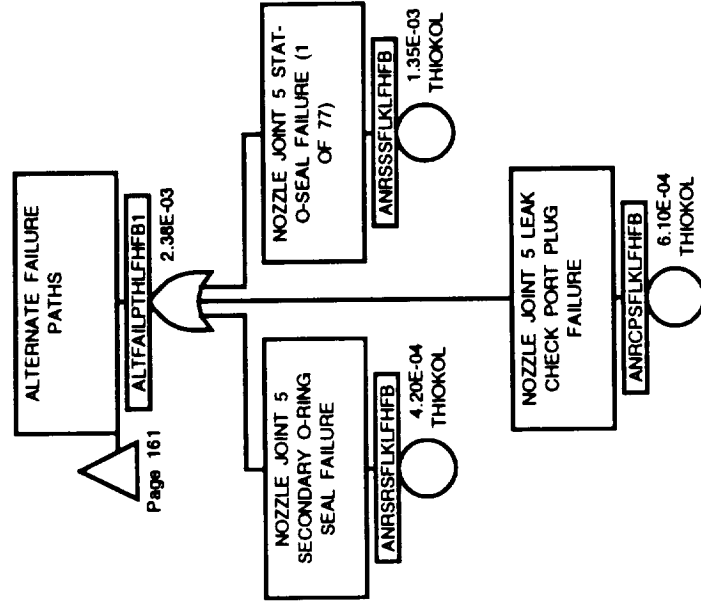 ALTERNATE FAILURE
PATHS
Page 161
ALTFAILPTHLFHFB1
2.38E-03
NOZZLE JOINT 5
SECONDARY O-RING
SEAL FAILURE
ANRSRSFLKLFHFB
4.20E-04
THIOKOL
NOZZLE JOINT 5 LEAK
CHECK PORT PLUG
FAILURE
ANRCPSFLKLFHFB
6.10E-04
THIOKOL
NOZZLE JOINT 5 STAT-
O-SEAL FAILURE (1
OF 77)
ANRSSSFLKLFHFB
1.35E-03
THIOKOL